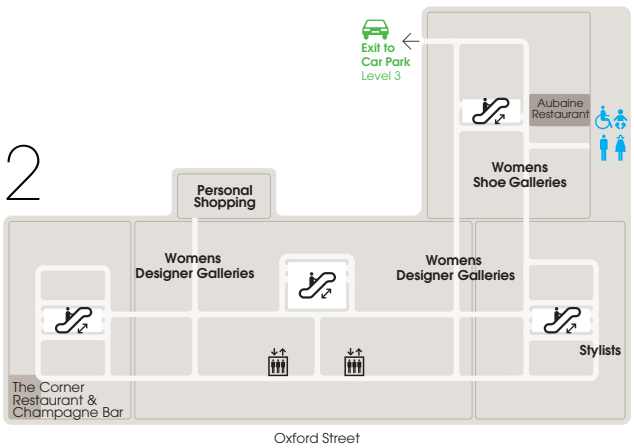 Exit to
Car Park
Level 3
Aubaine
Restaurant
2
Womens
Shoe Galleries
Personal
Shopping
Womens
Designer Galleries
Womens
Designer Galleries
Stylists
The Corner
Restaurant &
Champagne Bar
Oxford Street